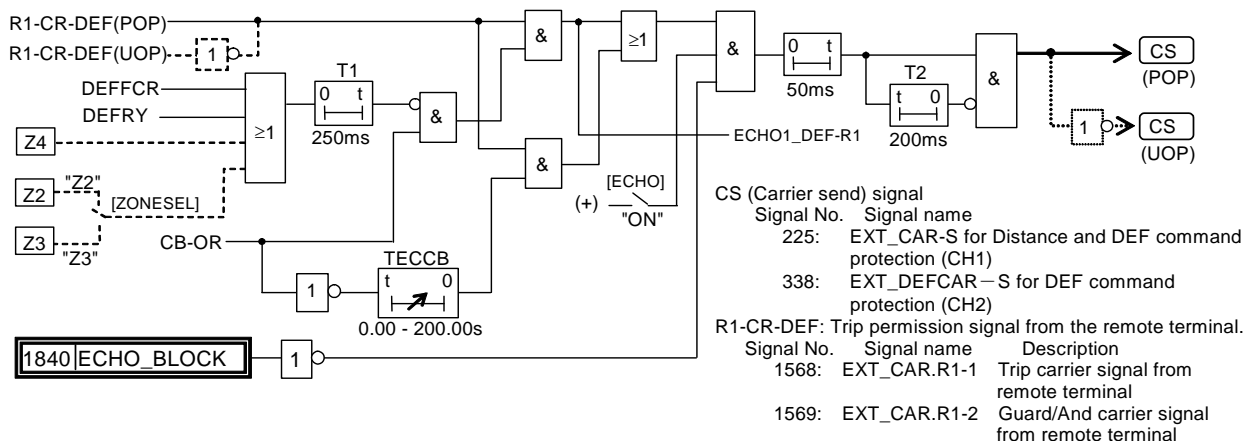 R1-CR-DEF(POP)
R1-CR-DEF(UOP)
1
DEFFCR
DEFRY
Z4
"Z2"
Z2
[ZONESEL]
Z3
"Z3"
≥1
T1
0 t
250ms
&
CB-OR
1
TECCB
t 0
0.00 - 200.00s
1840 ECHO_BLOCK
1
&
&
≥1
&
[ECHO]
(+)
"ON"
ECHO1_DEF-R1
0 t
50ms
T2
t 0
200ms
&
CS
(POP)
1
CS
(UOP)
CS (Carrier send) signal
Signal No. Signal name
225: EXT_CAR-S for Distance and DEF command
protection (CH1)
338: EXT_DEFCAR－S for DEF command
protection (CH2)
R1-CR-DEF: Trip permission signal from the remote terminal.
Signal No. Signal name Description
1568: EXT_CAR.R1-1 Trip carrier signal from
remote terminal
1569: EXT_CAR.R1-2 Guard/And carrier signal
from remote terminal